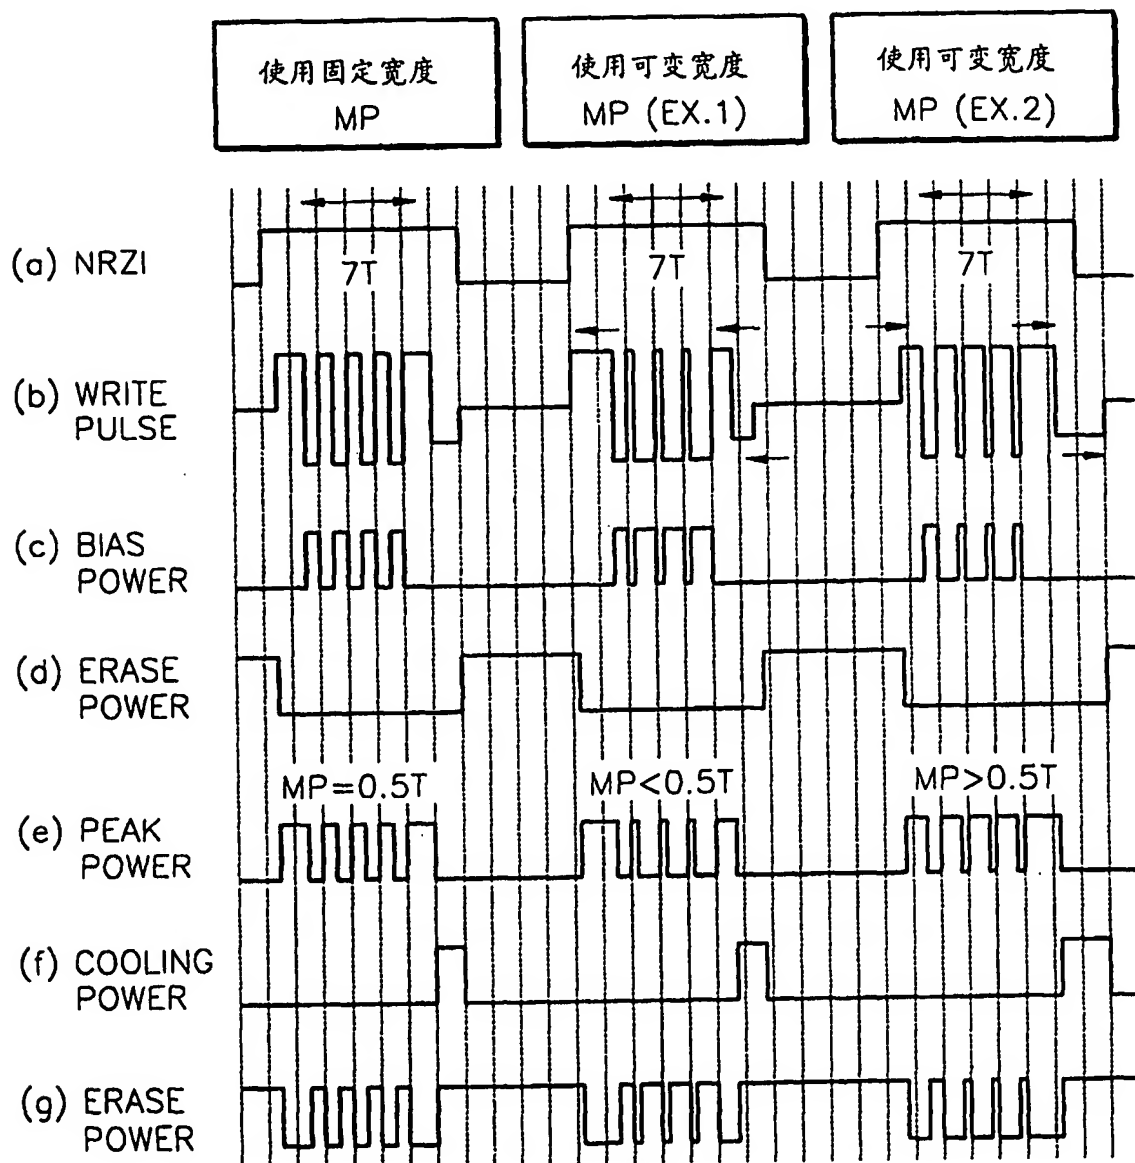 使用固定宽度
MP
使用可变宽度
MP (EX.1)
使用可变宽度
MP (EX.2)
(a) NRZI
7T
7T
7T
(b) WRITE
PULSE
(c) BIAS
POWER
(d) ERASE
POWER
MP=0.5T
MP<0.5T
MP>0.5T
(e) PEAK
POWER
(f) COOLING
POWER
(g) ERASE
POWER